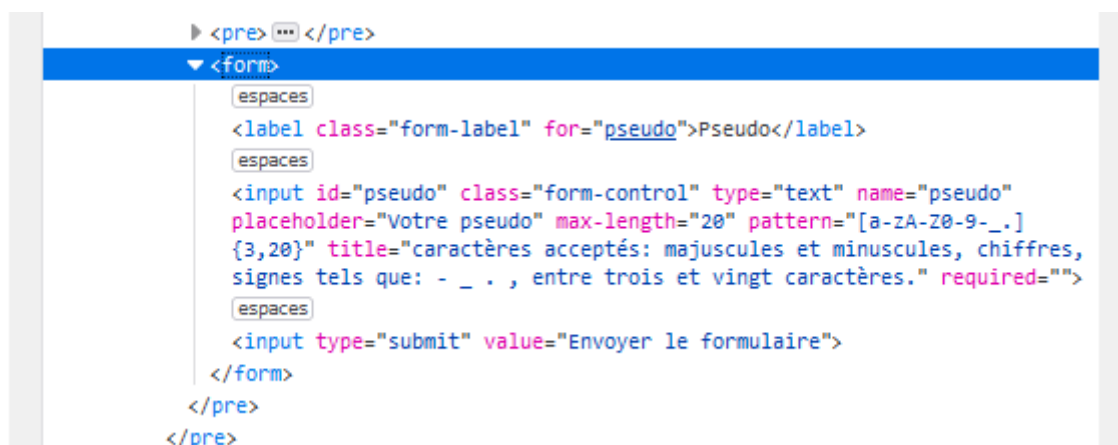 <pre> ... </pre>
<form>
espaces
<label class="form-label" for="pseudo">Pseudo</label>
espaces
<input id="pseudo" class="form-control" type="text" name="pseudo"
placeholder="Votre pseudo" max-length="20" pattern="[a-zA-Z0-9-_.]
{3,20}" title="caractères acceptés: majuscules et minuscules, chiffres,
signes tels que: - _ . , entre trois et vingt caractères." required="">
espaces
<input type="submit" value="Envoyer le formulaire">
</form>
</pre>
</pre>